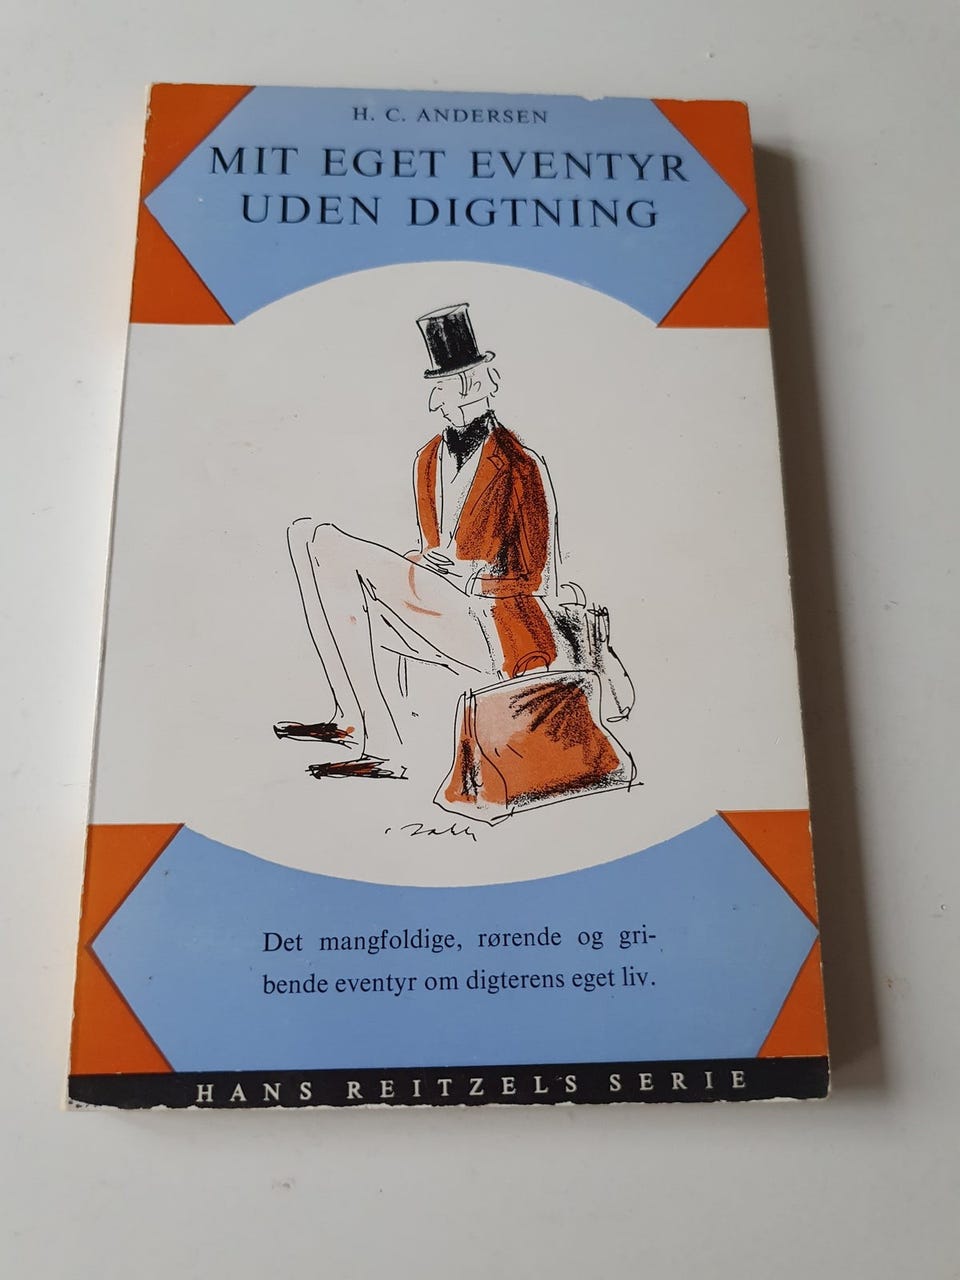 H. C. ANDERSEN
MIT EGET EVENTYR
UDEN DIGTNING
Det mangfoldige, rørende og gri-
bende eventyr om digterens eget liv.
HANS REITZELS SERIE